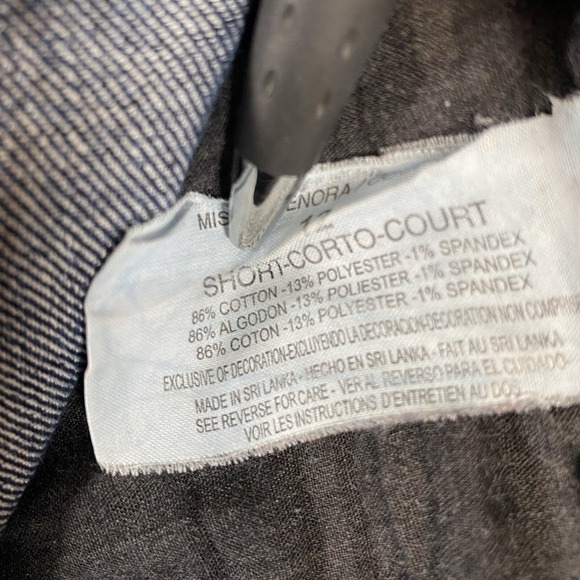 ENORA
12
SHORT-CORTO-COURT
86% COTTON -13% POLYESTER -1% SPANDEX
86% ALGODON -13% POLIESTER -1% SPANDEX
86% COTON -13% POLYESTER -1% SPANDEX
EXCLUSIVE OF DECORATION-EXCLUYENDO LA DECORACION-DECORATION NON COMPRISE
MADE IN SRI LANKA - HECHO EN SRI LANKA - FAIT AU SRI LANKA
SEE REVERSE FOR CARE - VER AL REVERSO PARA EL CUIDADO
VOIR LES INSTRUCTIONS D'ENTRETIEN AU DOS